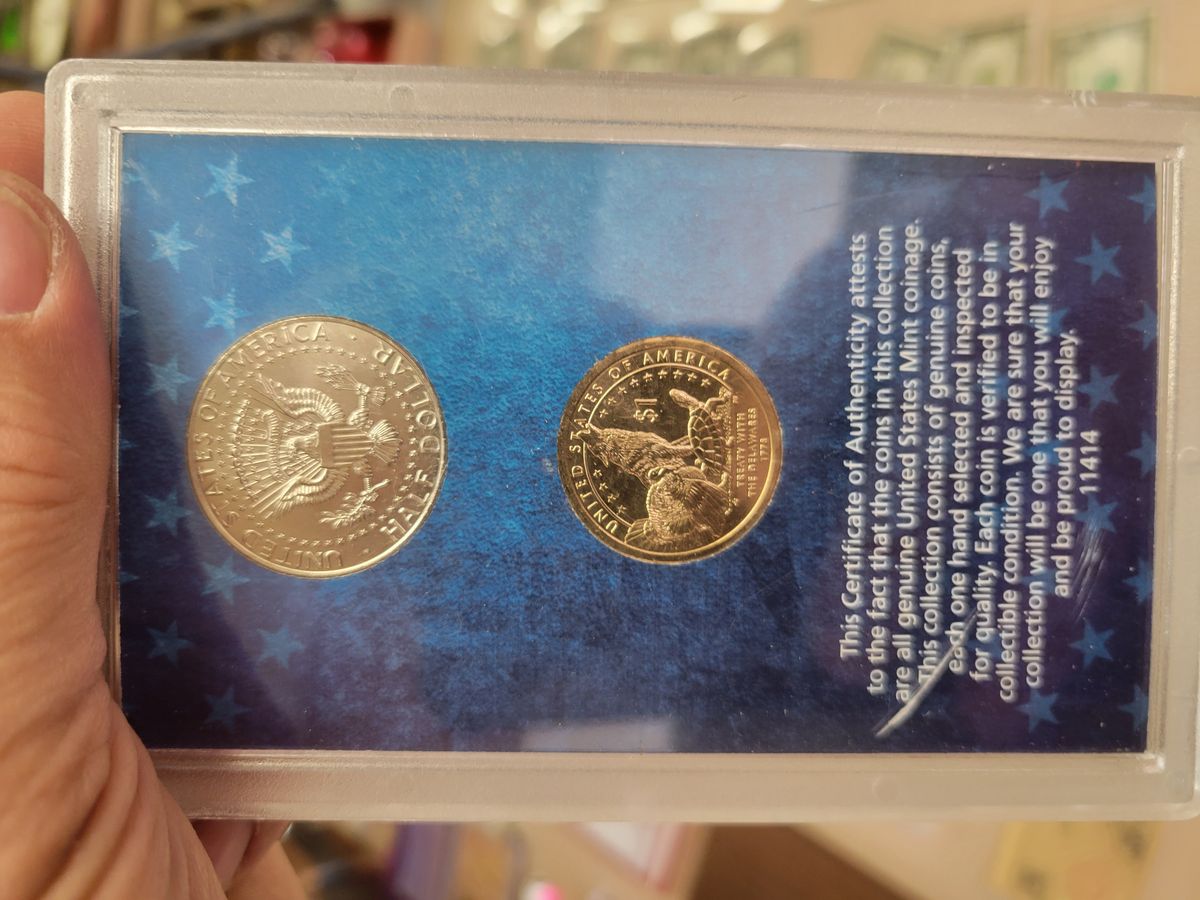 UNITED STATES OF AMERICA
HALF DOLLAR
UNITED STATES OF AMERICA
$1
TREATY WITH
THE DELAWARES
1778
This Certificate of Authenticity attests
to the fact that the coins in this collection
are all genuine United States Mint coinage.
This collection consists of genuine coins,
each one hand selected and inspected
for quality. Each coin is verified to be in
collectible condition. We are sure that your
collection will be one that you will enjoy
and be proud to display.
11414